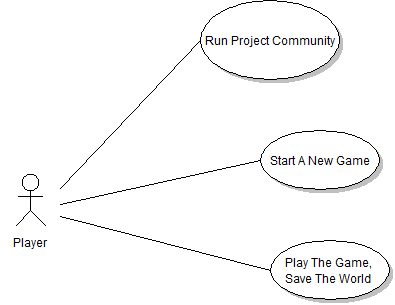 Run Project Community
Start A New Game
Player
Play The Game,
Save The World